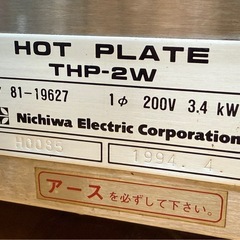 HOT PLATE
THP-2W
81-19627 1φ 200V 3.4 kW
Nichiwa Electric Corporation
H0085 1994. 4.
アースを必ずして下さい。